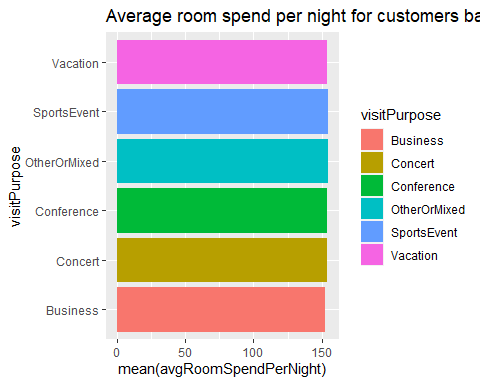 Average room spend per night for customers ba
Vacation
SportsEvent
OtherOrMixed
Conference
Concert
Business
visitPurpose
0 50 100 150
mean(avgRoomSpendPerNight)
visitPurpose
Business
Concert
Conference
OtherOrMixed
SportsEvent
Vacation